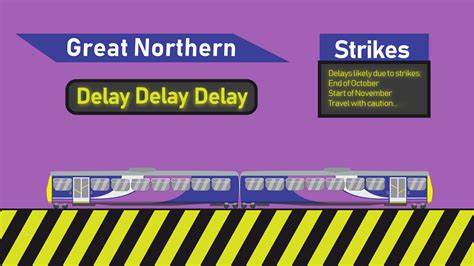 Great Northern
Delay Delay Delay
Strikes
Delays likely due to strikes:
End of October
Start of November
Travel with caution...